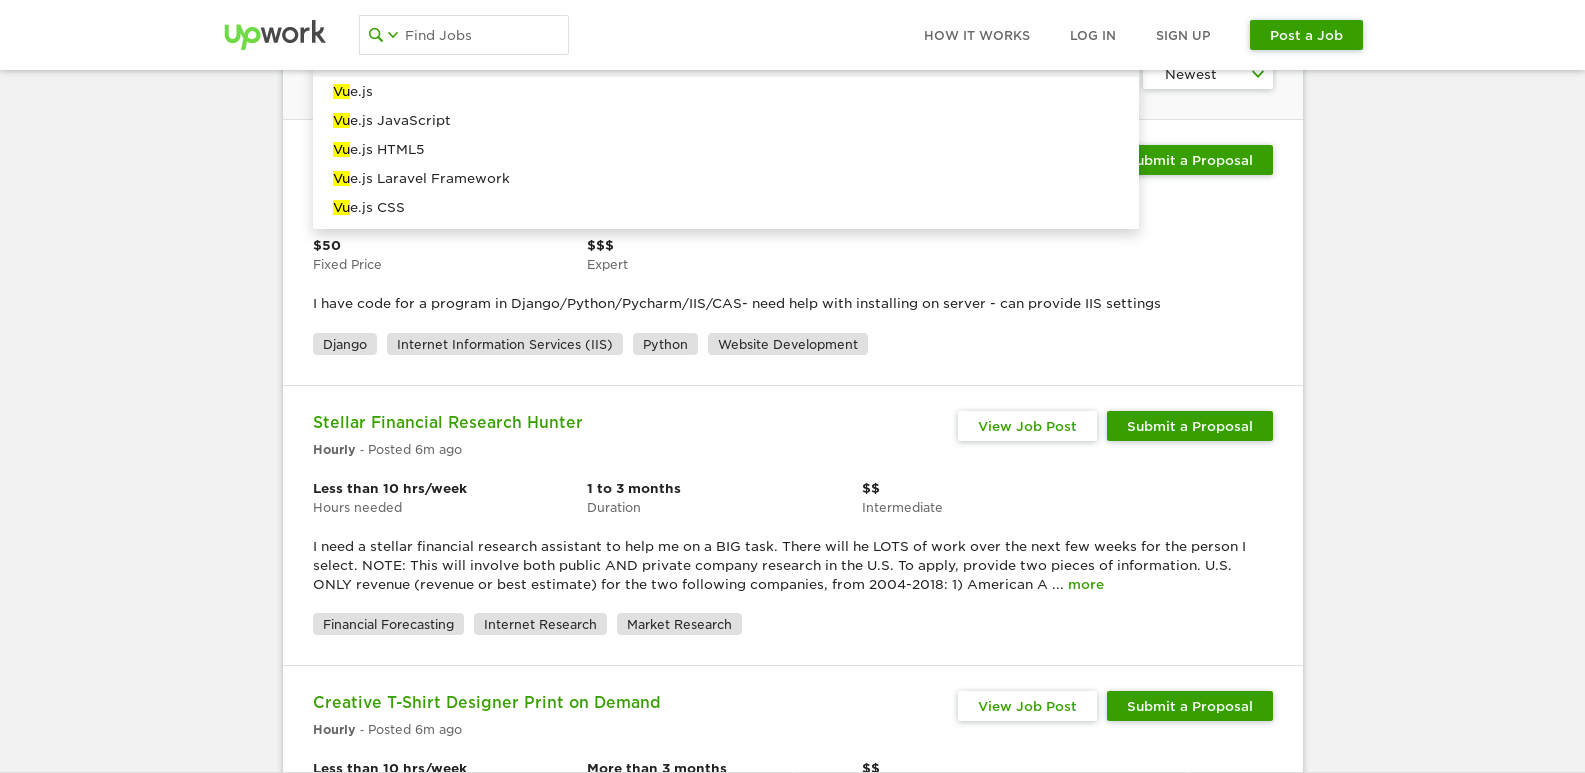 upwork
Find Jobs
HOW IT WORKS
LOG IN
SIGN UP
Post a Job
Newest
Vue.js
Vue.js JavaScript
Vue.js HTML5
Vue.js Laravel Framework
Vue.js CSS
ubmit a Proposal
$50
$$$
Fixed Price
Expert
I have code for a program in Django/Python/Pycharm/IIS/CAS- need help with installing on server - can provide IIS settings
Django
Internet Information Services (IIS)
Python
Website Development
Stellar Financial Research Hunter
View Job Post
Submit a Proposal
Hourly - Posted 6m ago
Less than 10 hrs/week
1 to 3 months
$$
Hours needed
Duration
Intermediate
I need a stellar financial research assistant to help me on a BIG task. There will he LOTS of work over the next few weeks for the person I
select. NOTE: This will involve both public AND private company research in the U.S. To apply, provide two pieces of information. U.S.
ONLY revenue (revenue or best estimate) for the two following companies, from 2004-2018: 1) American A ... more
Financial Forecasting
Internet Research
Market Research
Creative T-Shirt Designer Print on Demand
View Job Post
Submit a Proposal
Hourly - Posted 6m ago
Less than 10 hrs/week
More than 3 months
$$